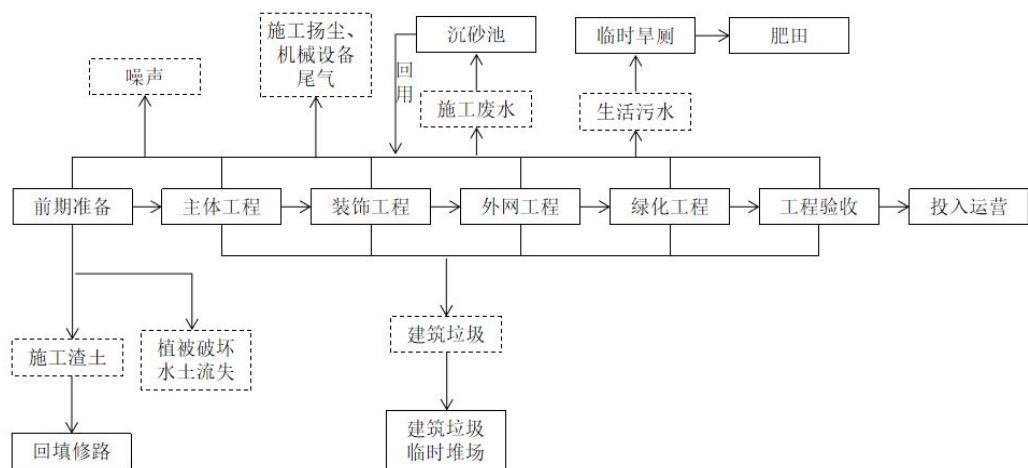 施工扬尘、
机械设备
尾气
沉砂池
临时旱厕
肥田
噪声
回用
施工废水
生活污水
前期准备
主体工程
装饰工程
外网工程
绿化工程
工程验收
投入运营
施工渣土
植被破坏
水土流失
建筑垃圾
回填修路
建筑垃圾
临时堆场